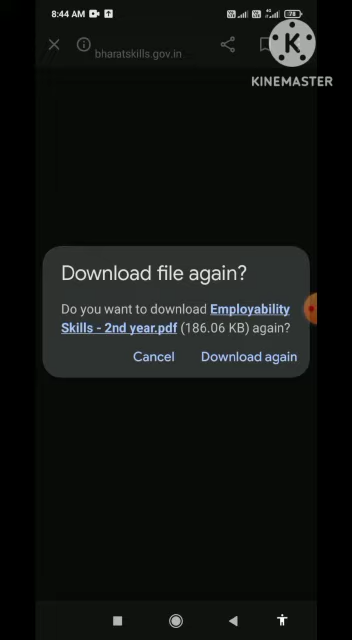 8:44 AM
78
bharatskills.gov.in
K
KINEMASTER
Download file again?
Do you want to download Employability
Skills - 2nd year.pdf (186.06 KB) again?
Cancel
Download again